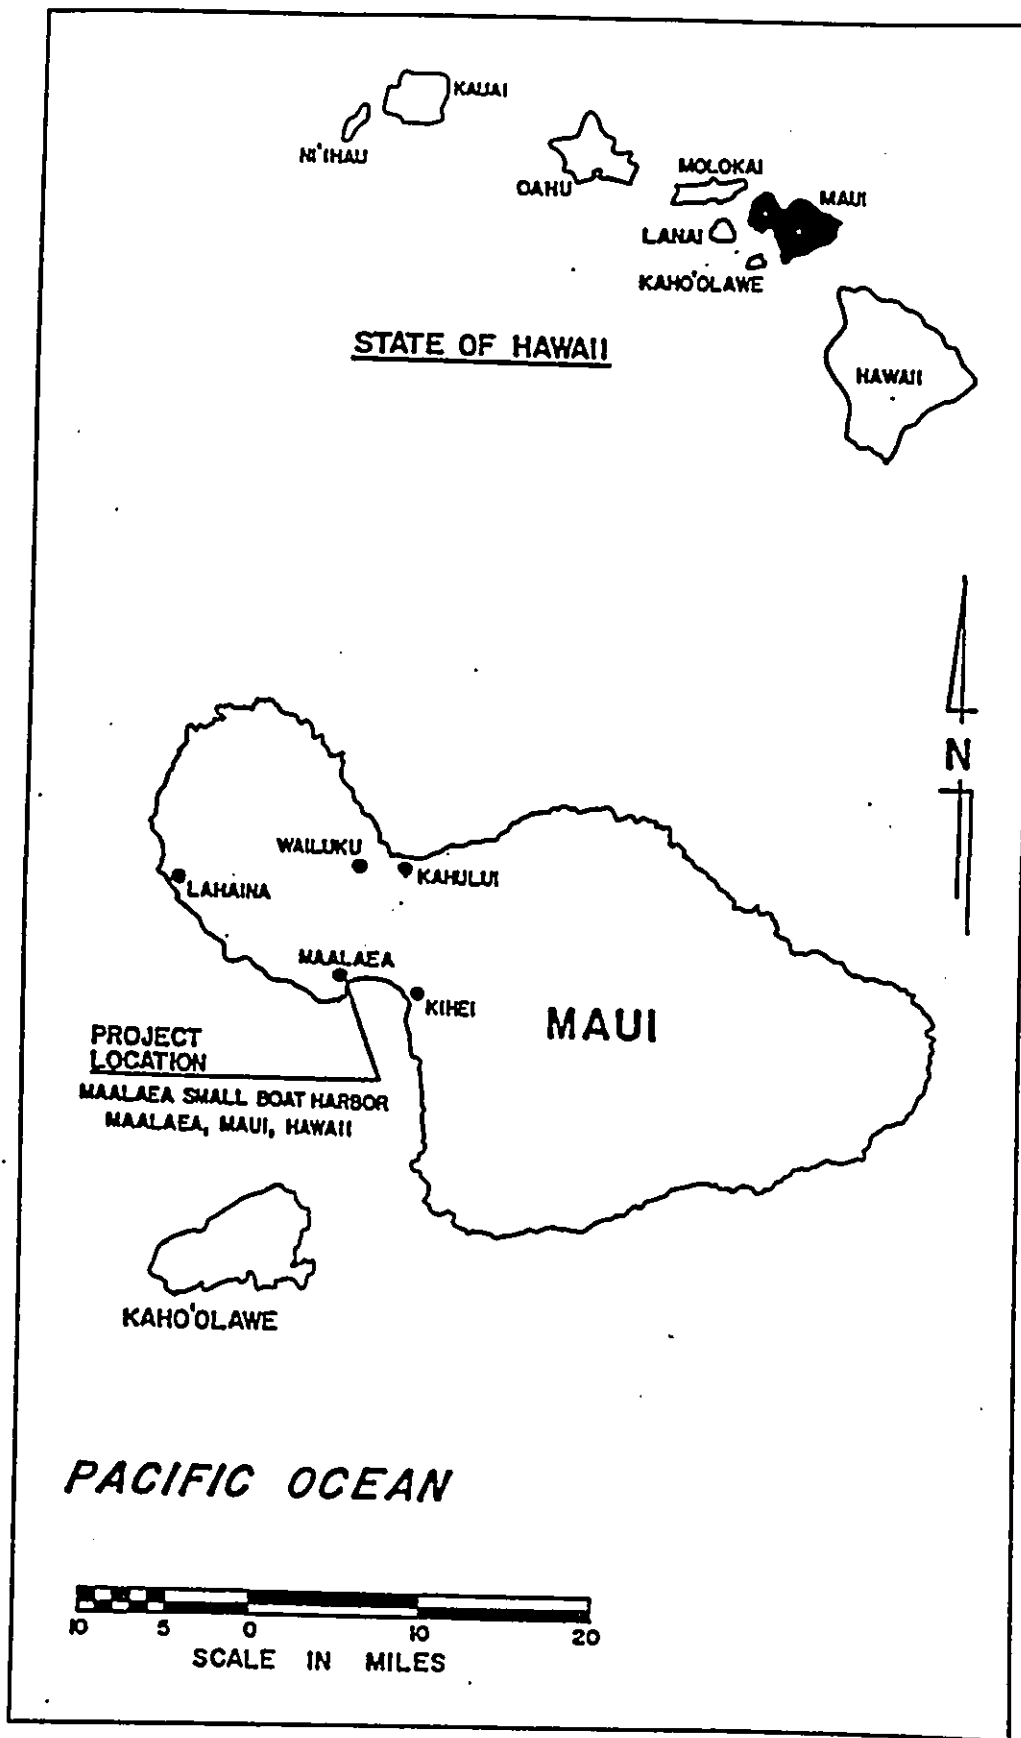 KAUAI
NI'IHAU
OAHU
MOLOKAI
MAUI
LANAI
KAHO'OLAWE
STATE OF HAWAII
HAWAII
N
WAILUKU
KAHULUI
LAHAINA
MAALAEA
KIHEI
MAUI
PROJECT
LOCATION
MAALAEA SMALL BOAT HARBOR
MAALAEA, MAUI, HAWAII
KAHO'OLAWE
PACIFIC OCEAN
10 5 0 10 20
SCALE IN MILES